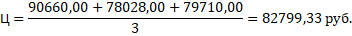 Ц = (90660,00 + 78028,00 + 79710,00) / 3 = 82799,33 руб.